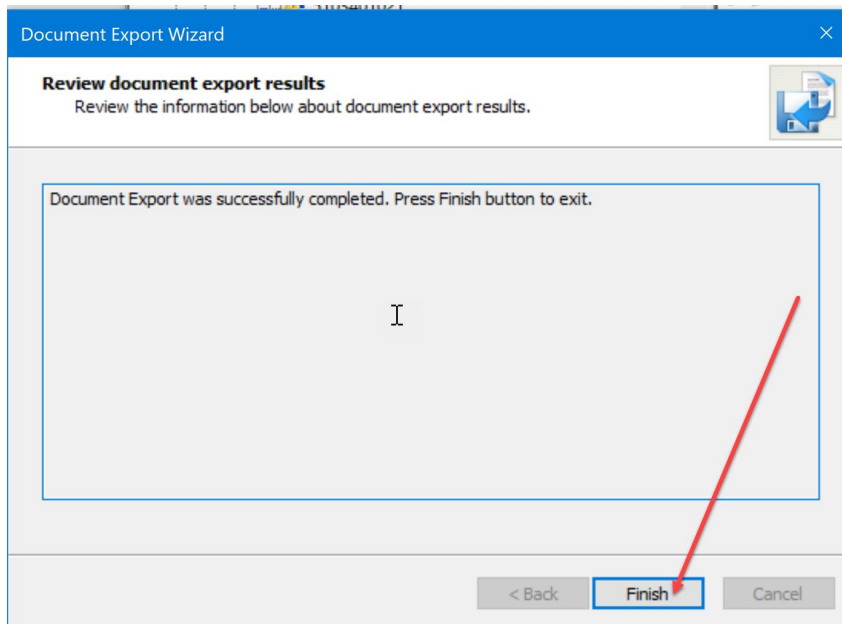 Document Export Wizard
Review document export results
Review the information below about document export results.
Document Export was successfully completed. Press Finish button to exit.
< Back
Finish
Cancel